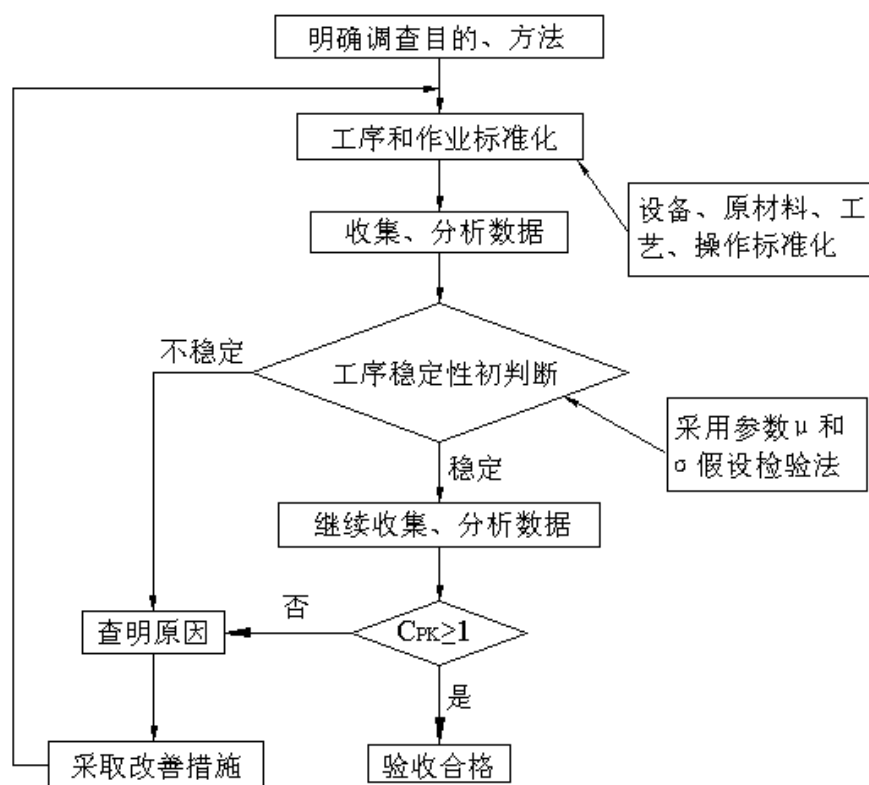 明确调查目的、方法
工序和作业标准化
设备、原材料、工
艺、操作标准化
收集、分析数据
不稳定
工序稳定性初判断
采用参数μ和
σ假设检验法
稳定
继续收集、分析数据
否
CPK≥1
查明原因
是
采取改善措施
验收合格